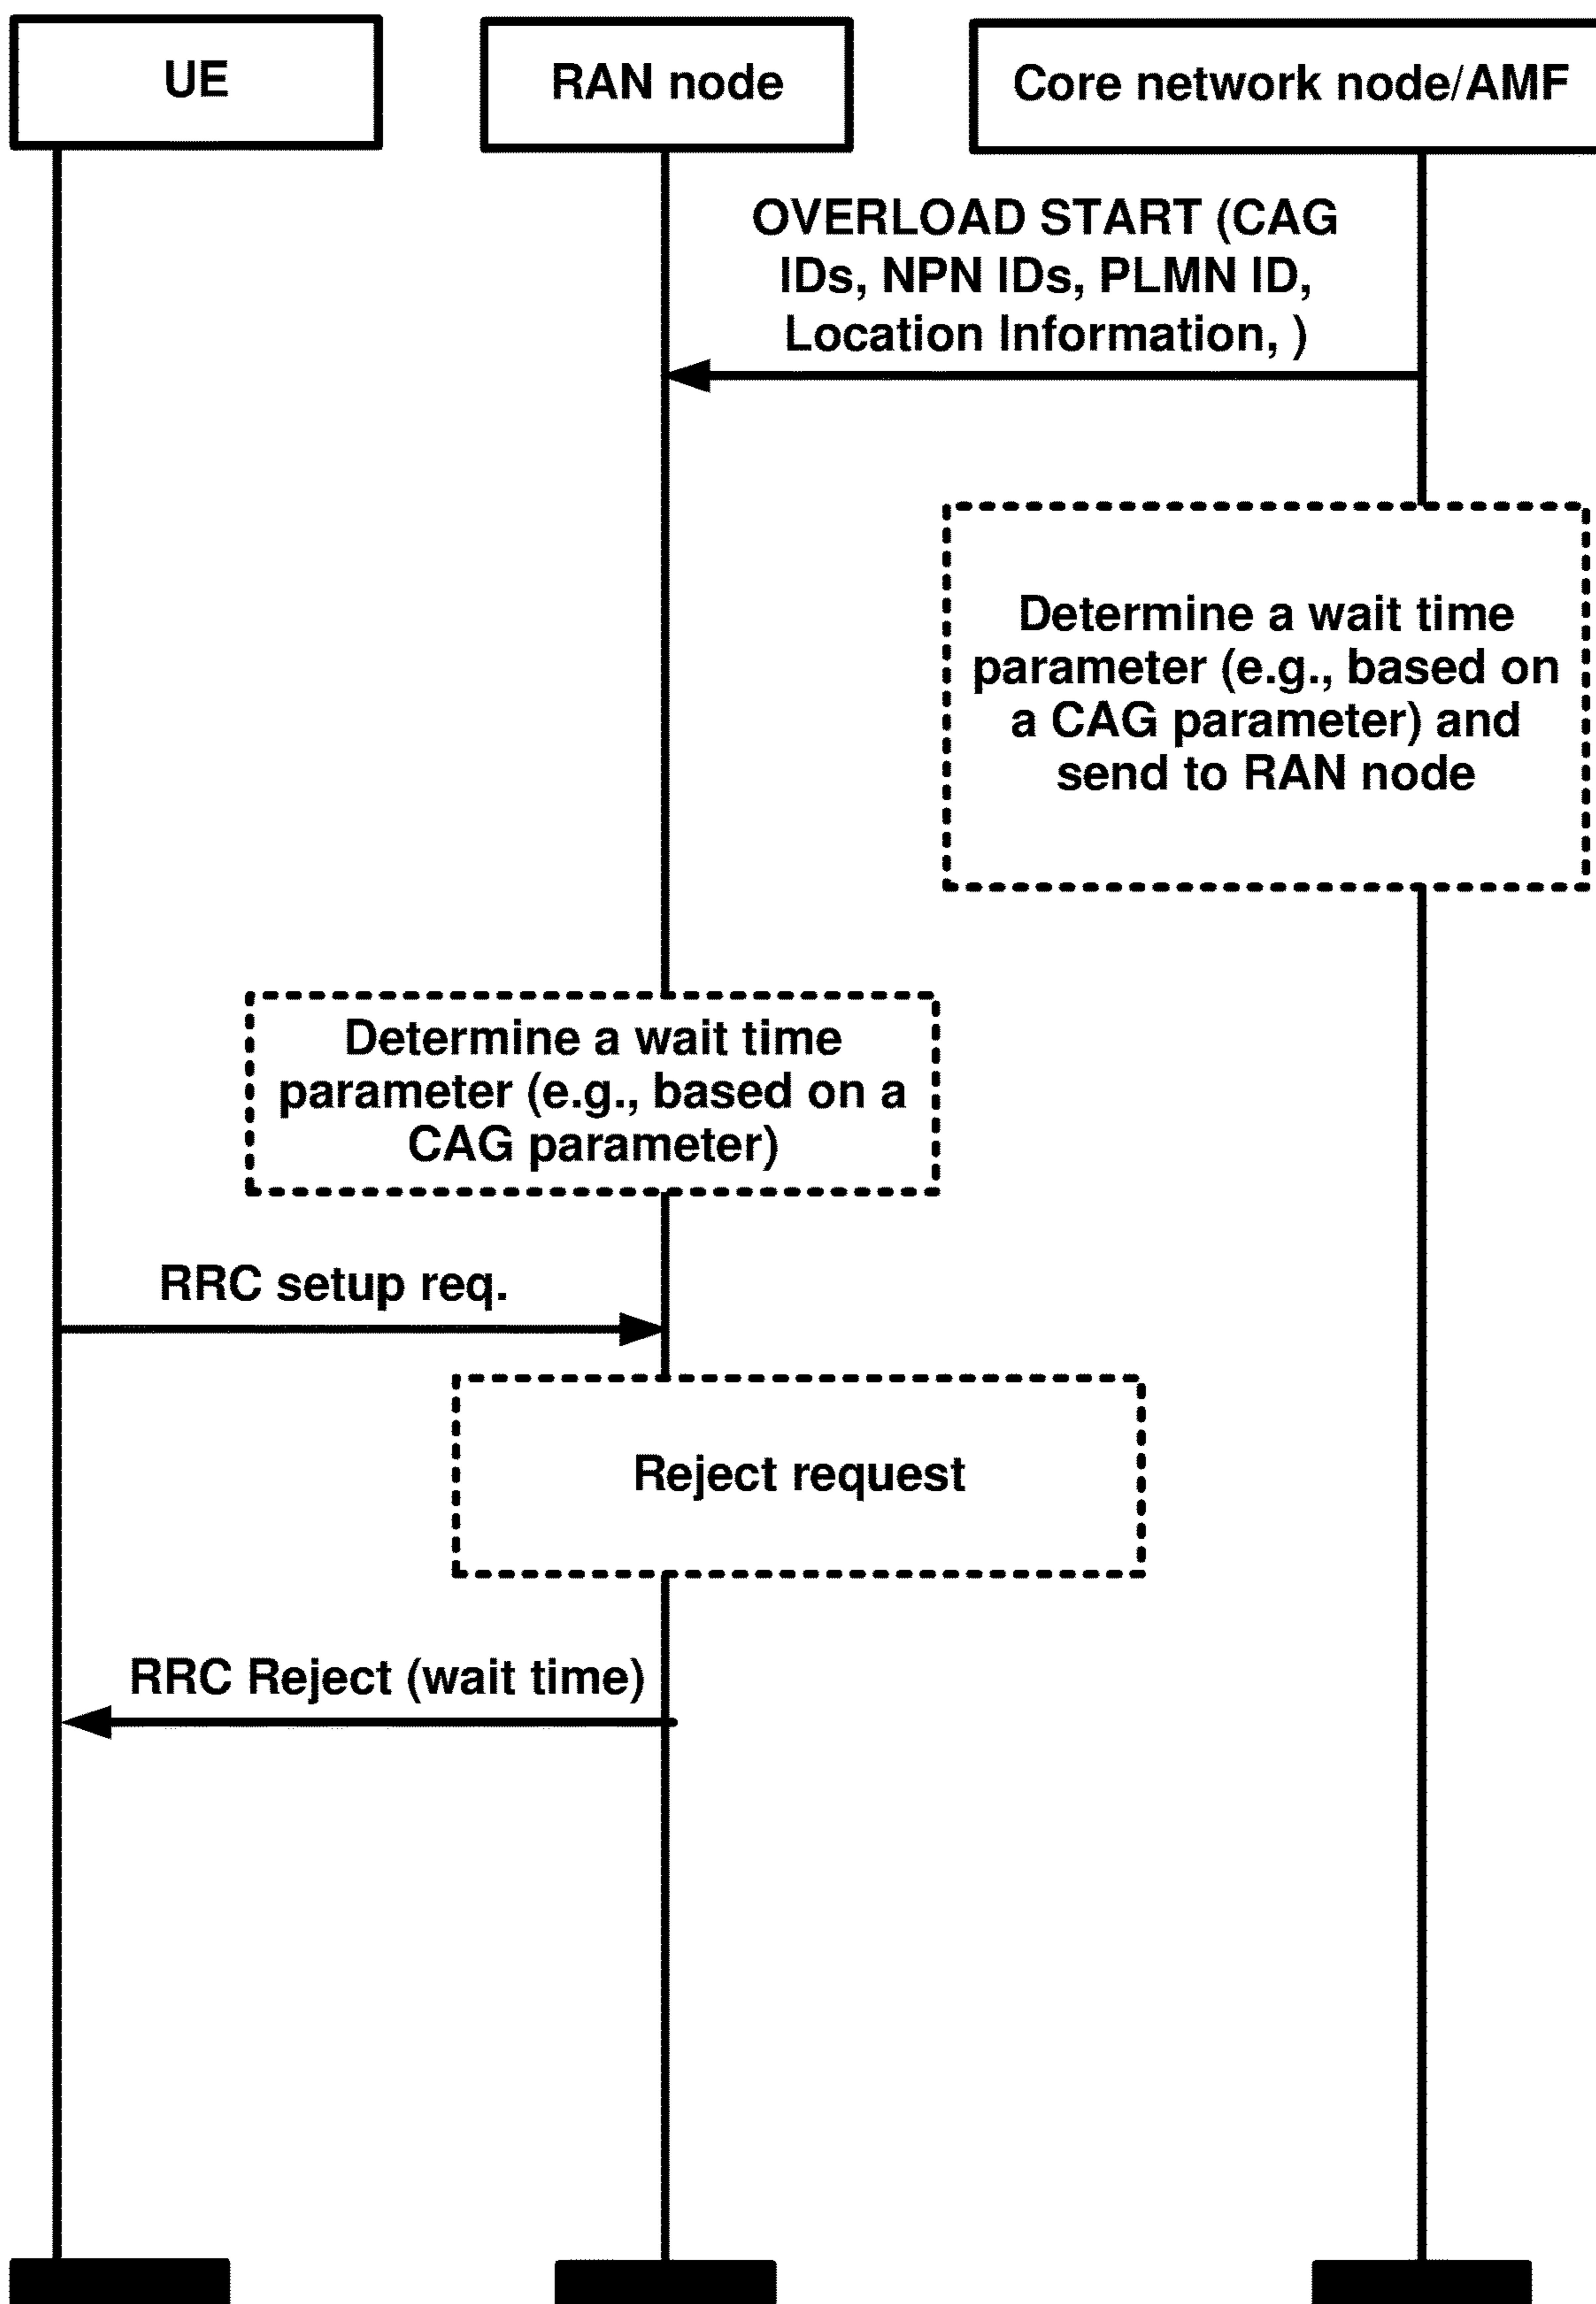 UE
RAN node
Core network node/AMF
OVERLOAD START (CAG
IDs, NPN IDs, PLMN ID,
Location Information, )
Determine a wait time
parameter (e.g., based on
a CAG parameter) and
send to RAN node
Determine a wait time
parameter (e.g., based on a
CAG parameter)
RRC setup req.
Reject request
RRC Reject (wait time)